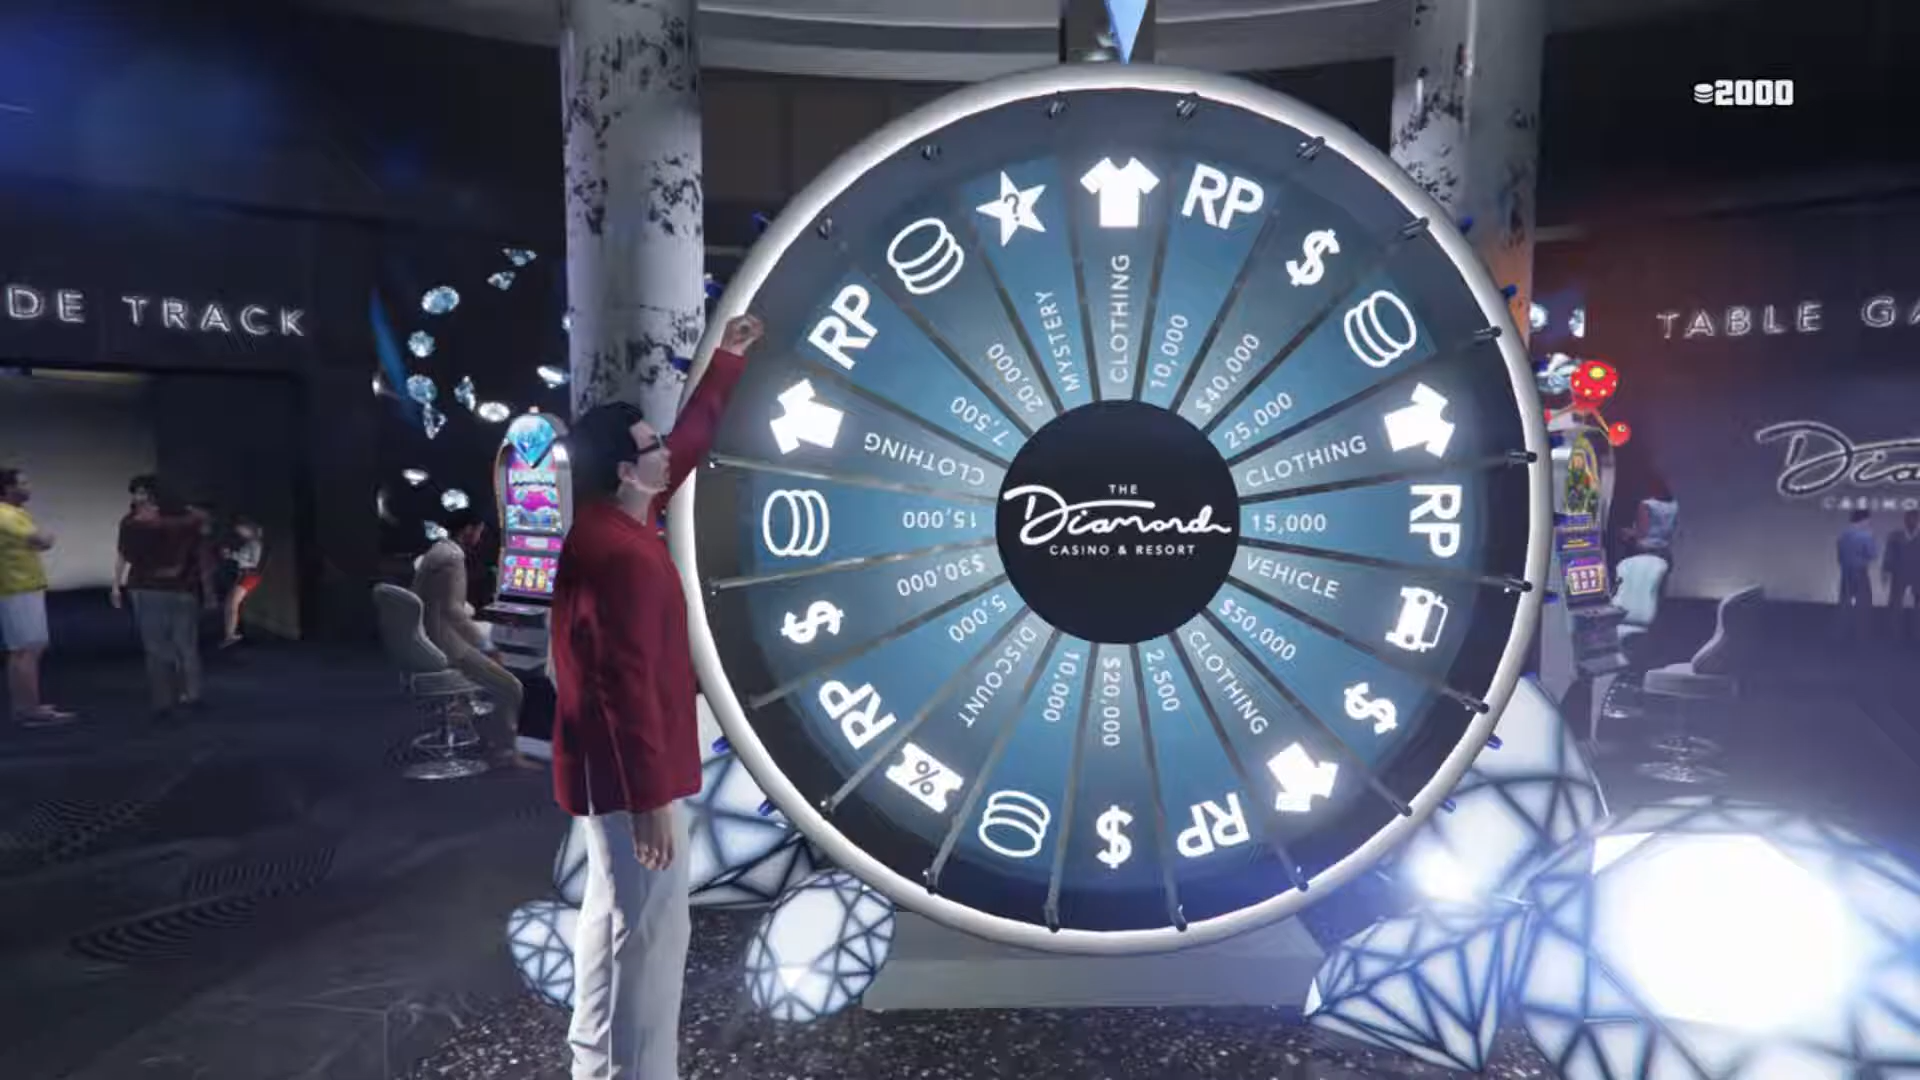 2000
DE TRACK
TABLE GA
RP
$
RP
RP
%
$
RP
$
RP
$
?
CLOTHING
10,000
$40,000
25,000
CLOTHING
15,000
VEHICLE
$50,000
CLOTHING
2,500
$20,000
10,000
DISCOUNT
5,000
$30,000
15,000
CLOTHING
7,500
20,000
MYSTERY
THE
Diamond
CASINO & RESORT
Dia
CASINO